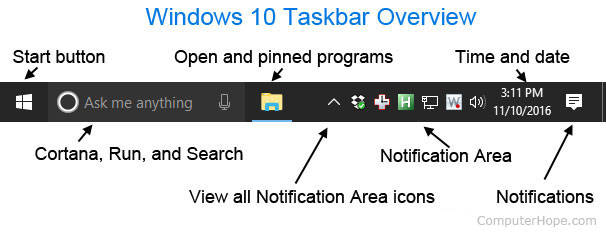 Windows 10 Taskbar Overview
Start button
Open and pinned programs
Time and date
Ask me anything
H
W
3:11 PM
11/10/2016
Cortana, Run, and Search
Notification Area
View all Notification Area icons
Notifications
ComputerHope.com